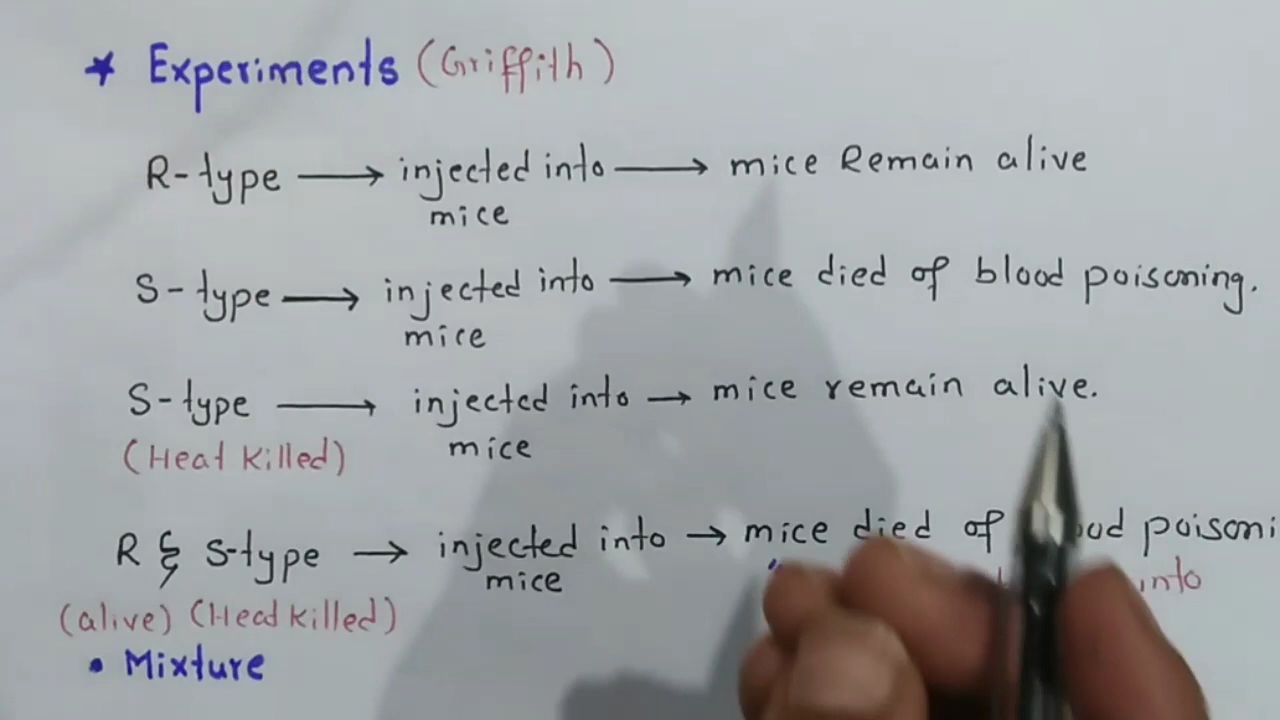 * Experiments (Griffith)
R-type → injected into → mice Remain alive
mice
S-type → injected into → mice died of blood poisoning.
mice
S-type → injected into → mice remain alive.
(Heat Killed) mice
R & S-type → injected into → mice died of poisoni
mice into
(alive) (Heat Killed)
• Mixture